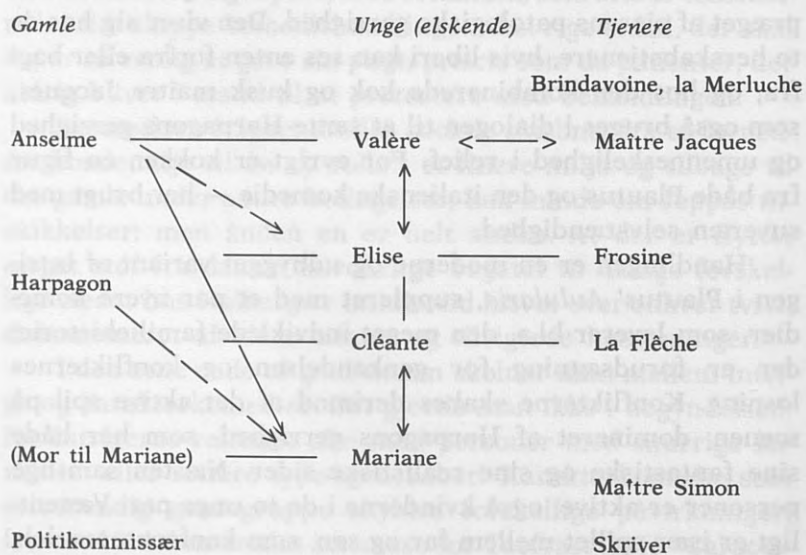 Gamle Unge (elskende) Tjenere
Brindavoine, la Merluche
Anselme Valère < — — > Maître Jacques
Elise Frosine
Harpagon
Cléante La Flêche
(Mor til Mariane) Mariane
Maître Simon
Politikommissær Skriver